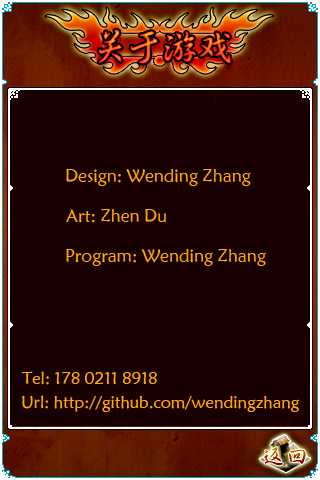 关于游戏
Design: Wending Zhang
Art: Zhen Du
Program: Wending Zhang
Tel: 178 0211 8918
Url: http://github.com/wendingzhang
返回